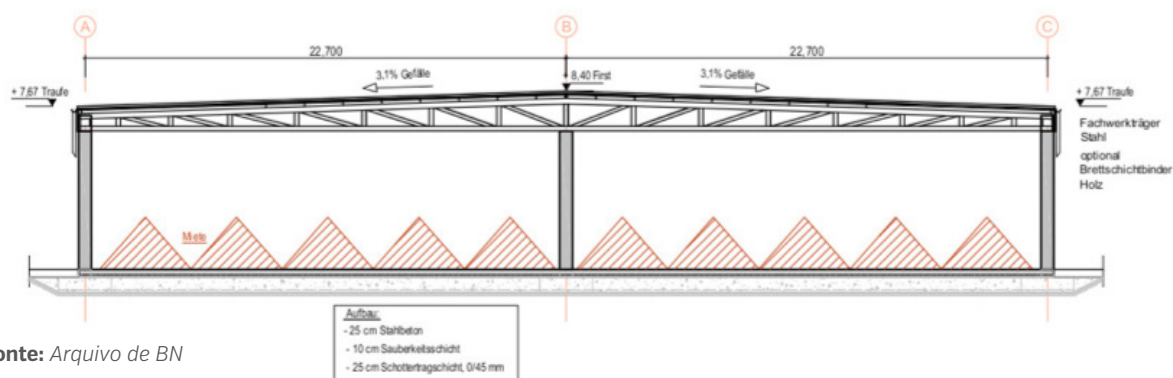 A
B
C
22,700
22,700
3,1% Gefälle
8,40 First
3,1% Gefälle
+ 7,67 Traufe
+ 7,67 Traufe
Fachwerkträger
Stahl
optional
Brettschichtbinder
Holz
Miete
Aufbau:
- 25 cm Stahlbeton
- 10 cm Sauberkeitsschicht
- 25 cm Schottertragschicht, 0/45 mm
onte: Arquivo de BN